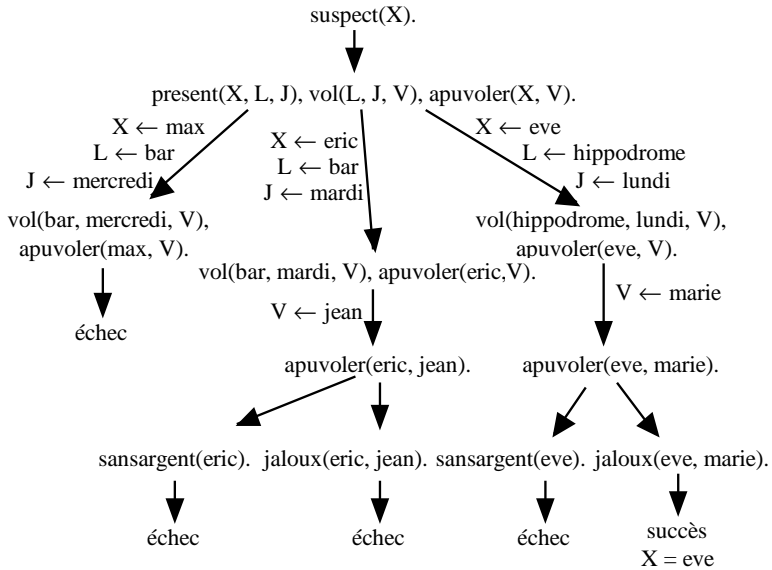 suspect(X).
present(X, L, J), vol(L, J, V), apuvoler(X, V).
X ← max
L ← bar
J ← mercredi
X ← eric
L ← bar
J ← mardi
X ← eve
L ← hippodrome
J ← lundi
vol(bar, mercredi, V),
apuvoler(max, V).
échec
vol(bar, mardi, V), apuvoler(eric,V).
V ← jean
vol(hippodrome, lundi, V),
apuvoler(eve, V).
V ← marie
apuvoler(eric, jean).
apuvoler(eve, marie).
sansargent(eric).
jaloux(eric, jean).
sansargent(eve).
jaloux(eve, marie).
échec
échec
échec
succès
X = eve